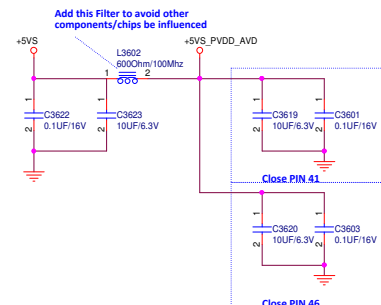 Add this Filter to avoid other
components/chips be influenced
+5VS
+5VS_PVDD_AVD
L3602
600Ohm/100Mhz
1 2
1
2
C3622
0.1UF/16V
1
2
C3623
10UF/6.3V
1
2
C3619
10UF/6.3V
1
2
C3601
0.1UF/16V
Close PIN 41
1
2
C3620
10UF/6.3V
1
2
C3603
0.1UF/16V
Close PIN 46